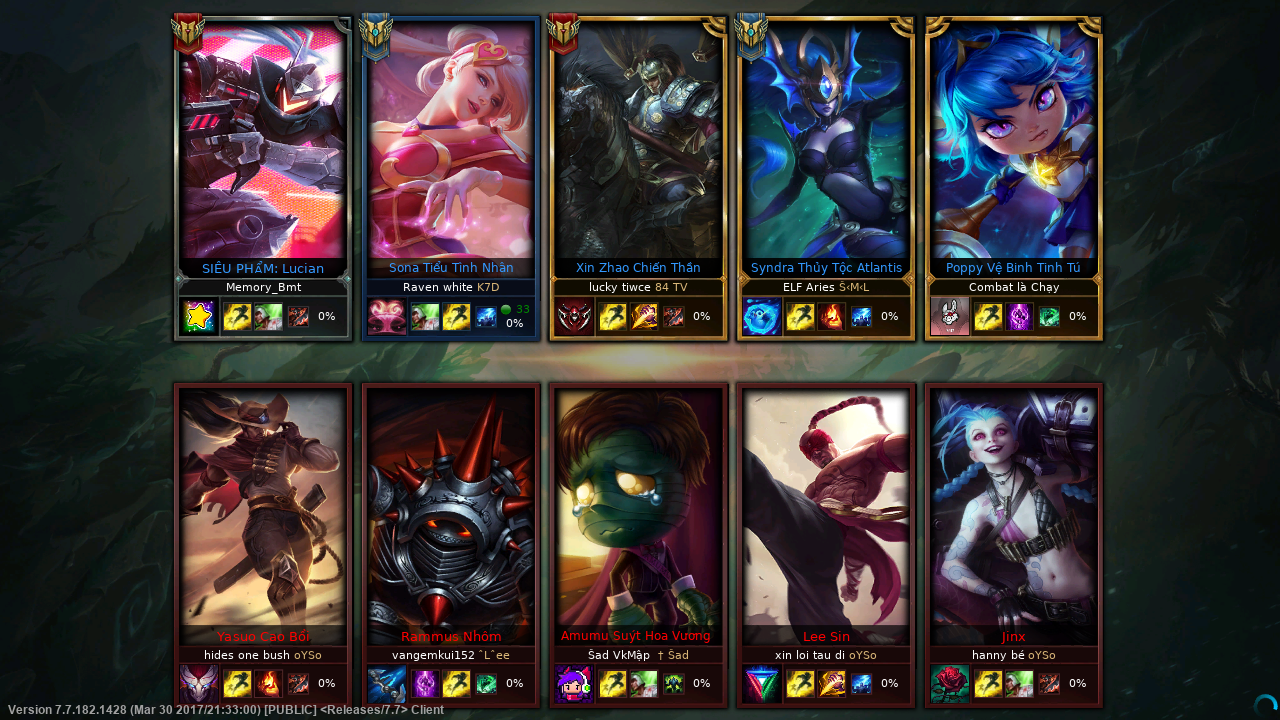 SIÊU PHẨM: Lucian
Memory_Bmt
0%
Sona Tiểu Tinh Nhân
Raven white K7D
33
0%
Xin Zhao Chiến Thần
lucky tiwce 84 TV
0%
Syndra Thủy Tộc Atlantis
ELF Aries Š‹M‹L
0%
Poppy Vệ Binh Tinh Tú
Combat là Chạy
0%
Yasuo Cao Bồi
hides one bush oYSo
0%
Rammus Nhôm
vangemkui152 ˆLˆee
0%
Amumu Suýt Hoa Vương
Šad VkMập † Šad
0%
Lee Sin
xin loi tau di oYSo
0%
Jinx
hanny bé oYSo
0%
Version 7.7.182.1428 (Mar 30 2017/21:33:00) [PUBLIC] <Releases/7.7> Client